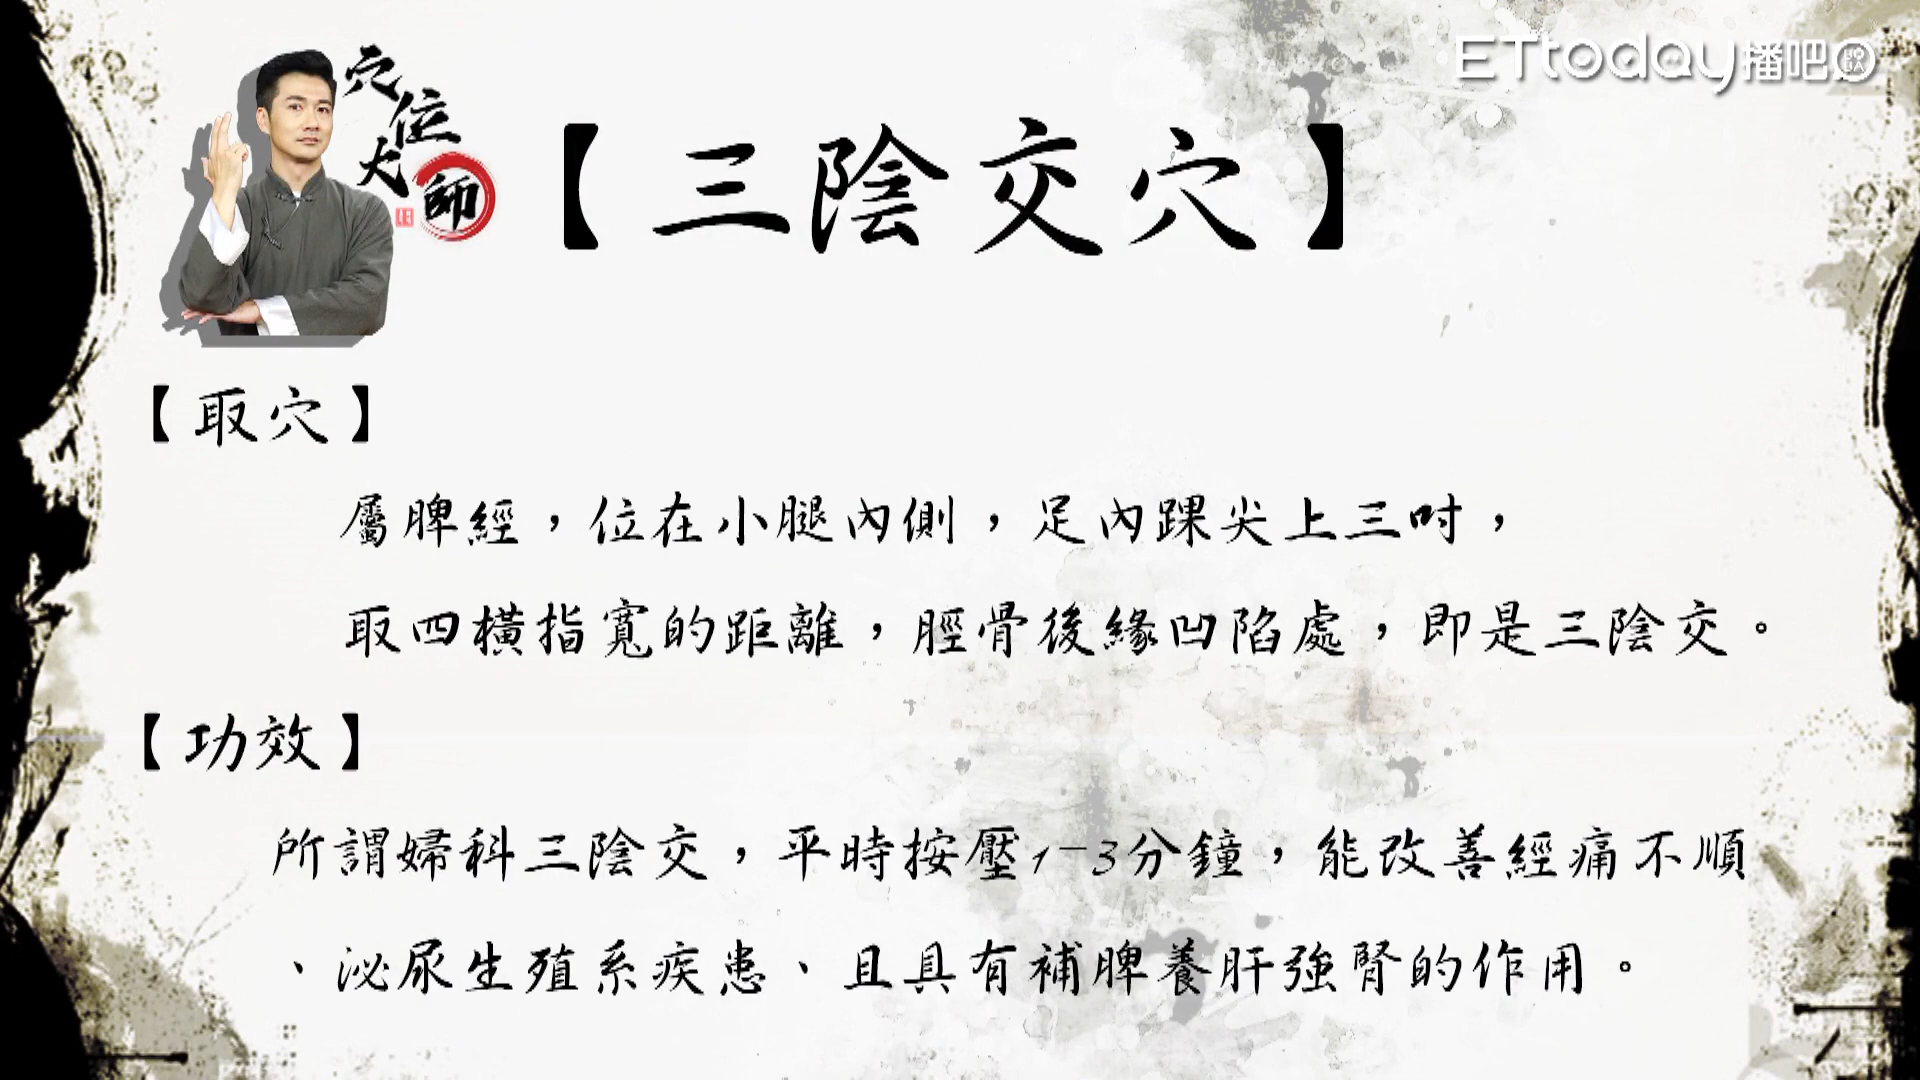 ETtoday播吧
穴位大師
【三陰交穴】
【取穴】
屬脾經，位在小腿內側，足內踝尖上三吋，
取四橫指寬的距離，脛骨後緣凹陷處，即是三陰交。
【功效】
所謂婦科三陰交，平時按壓1-3分鐘，能改善經痛不順
、泌尿生殖系疾患、且具有補脾養肝強腎的作用。